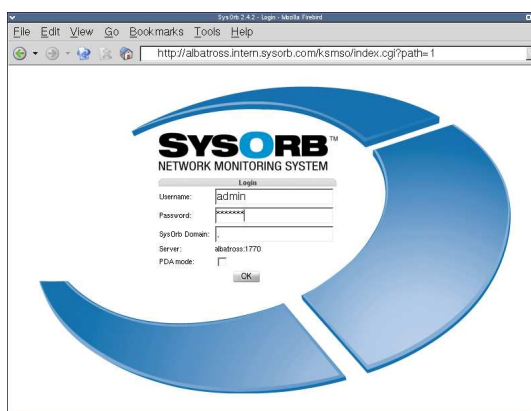 SysOrb 2.4.2 - Login - Mozilla Firebird
File Edit View Go Bookmarks Tools Help
http://albatross.intern.sysorb.com/ksmso/index.cgi?path=1
SYSORB™
NETWORK MONITORING SYSTEM
Login
Username: admin
Password: *******
SysOrb Domain: .
Server: albatross:1770
PDA mode:
OK